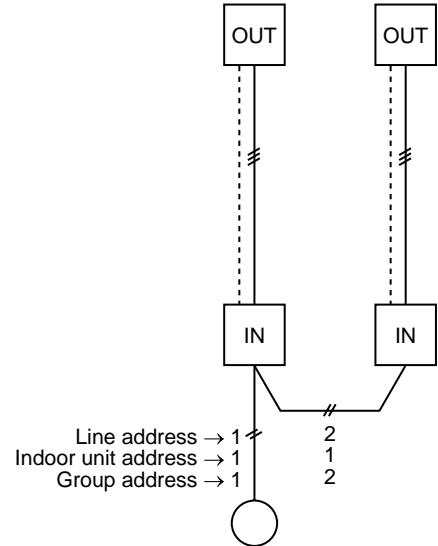 OUT OUT
IN IN
Line address → 1 2
Indoor unit address → 1 1
Group address → 1 2